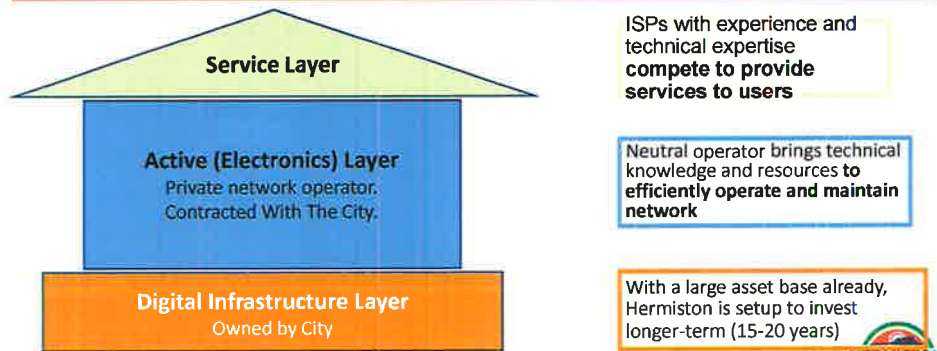 Service Layer
ISPs with experience and
technical expertise
compete to provide
services to users
Active (Electronics) Layer
Private network operator.
Contracted With The City.
Neutral operator brings technical
knowledge and resources to
efficiently operate and maintain
network
Digital Infrastructure Layer
Owned by City
With a large asset base already,
Hermiston is setup to invest
longer-term (15-20 years)